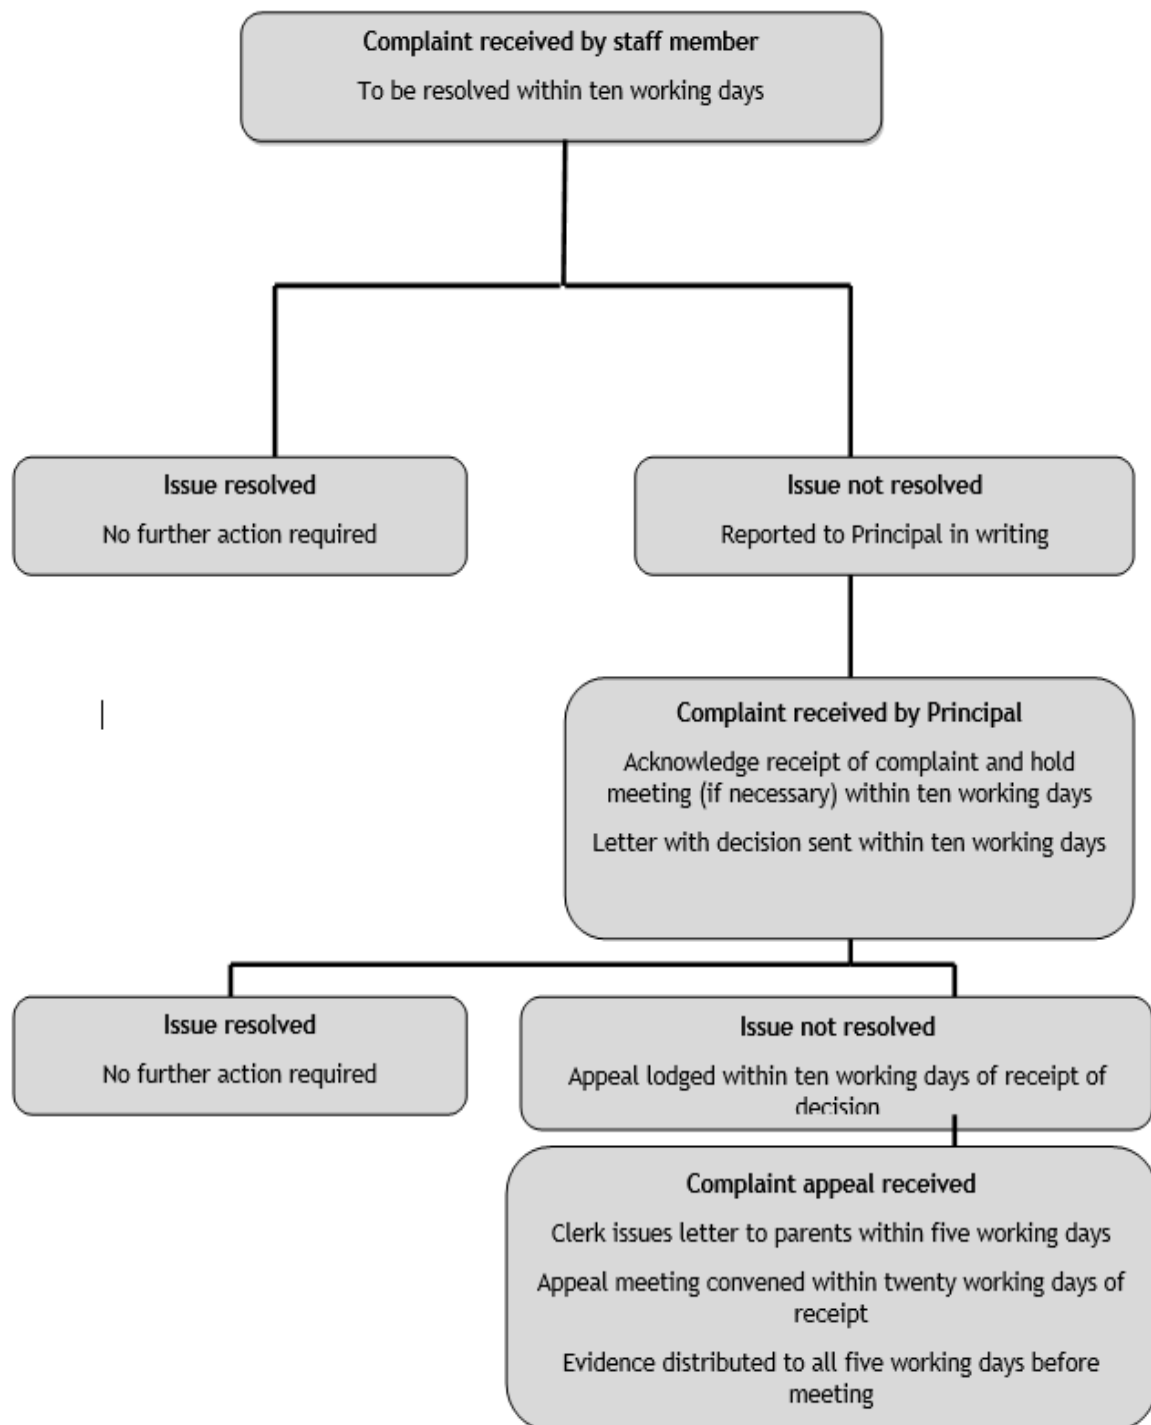 Complaint received by staff member
To be resolved within ten working days
Issue resolved
No further action required
Issue not resolved
Reported to Principal in writing
Complaint received by Principal
Acknowledge receipt of complaint and hold
meeting (if necessary) within ten working days
Letter with decision sent within ten working days
Issue resolved
No further action required
Issue not resolved
Appeal lodged within ten working days of receipt of
decision
Complaint appeal received
Clerk issues letter to parents within five working days
Appeal meeting convened within twenty working days of
receipt
Evidence distributed to all five working days before
meeting